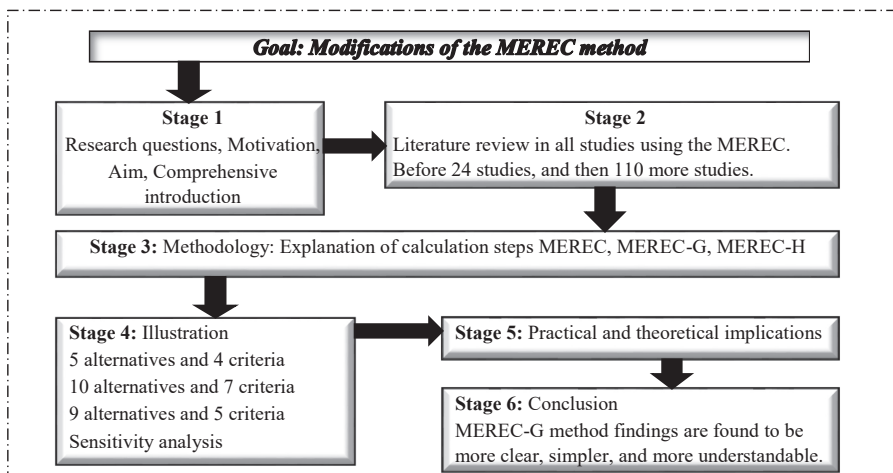 Goal: Modifications of the MEREC method
Stage 1
Research questions, Motivation,
Aim, Comprehensive
introduction
Stage 2
Literature review in all studies using the MEREC.
Before 24 studies, and then 110 more studies.
Stage 3: Methodology: Explanation of calculation steps MEREC, MEREC-G, MEREC-H
Stage 4: Illustration
5 alternatives and 4 criteria
10 alternatives and 7 criteria
9 alternatives and 5 criteria
Sensitivity analysis
Stage 5: Practical and theoretical implications
Stage 6: Conclusion
MEREC-G method findings are found to be
more clear, simpler, and more understandable.